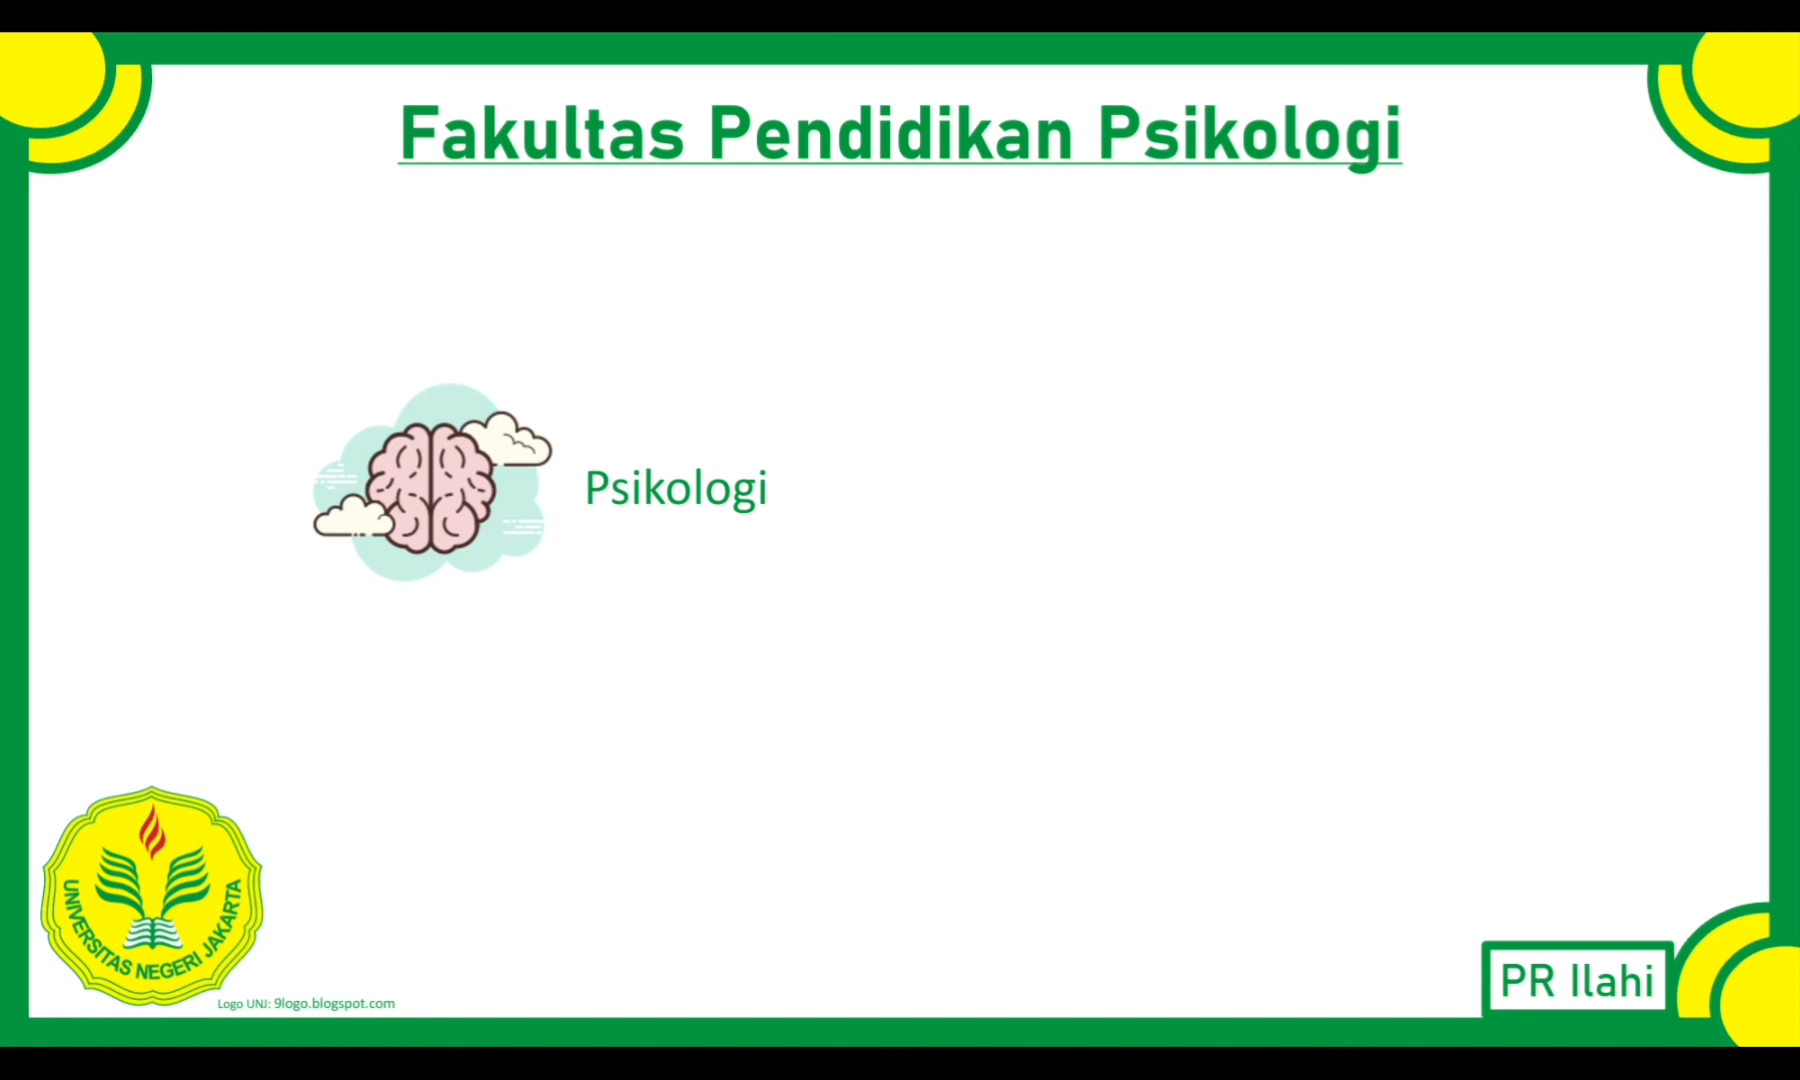 Fakultas Pendidikan Psikologi
Psikologi
UNIVERSITAS NEGERI JAKARTA
Logo UNJ: 9logo.blogspot.com
PR Ilahi